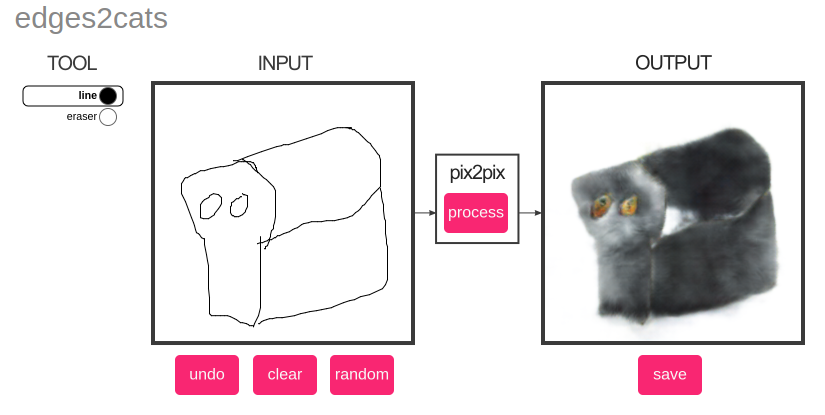 edges2cats
TOOL
line
eraser
INPUT
undo
clear
random
pix2pix
process
OUTPUT
save